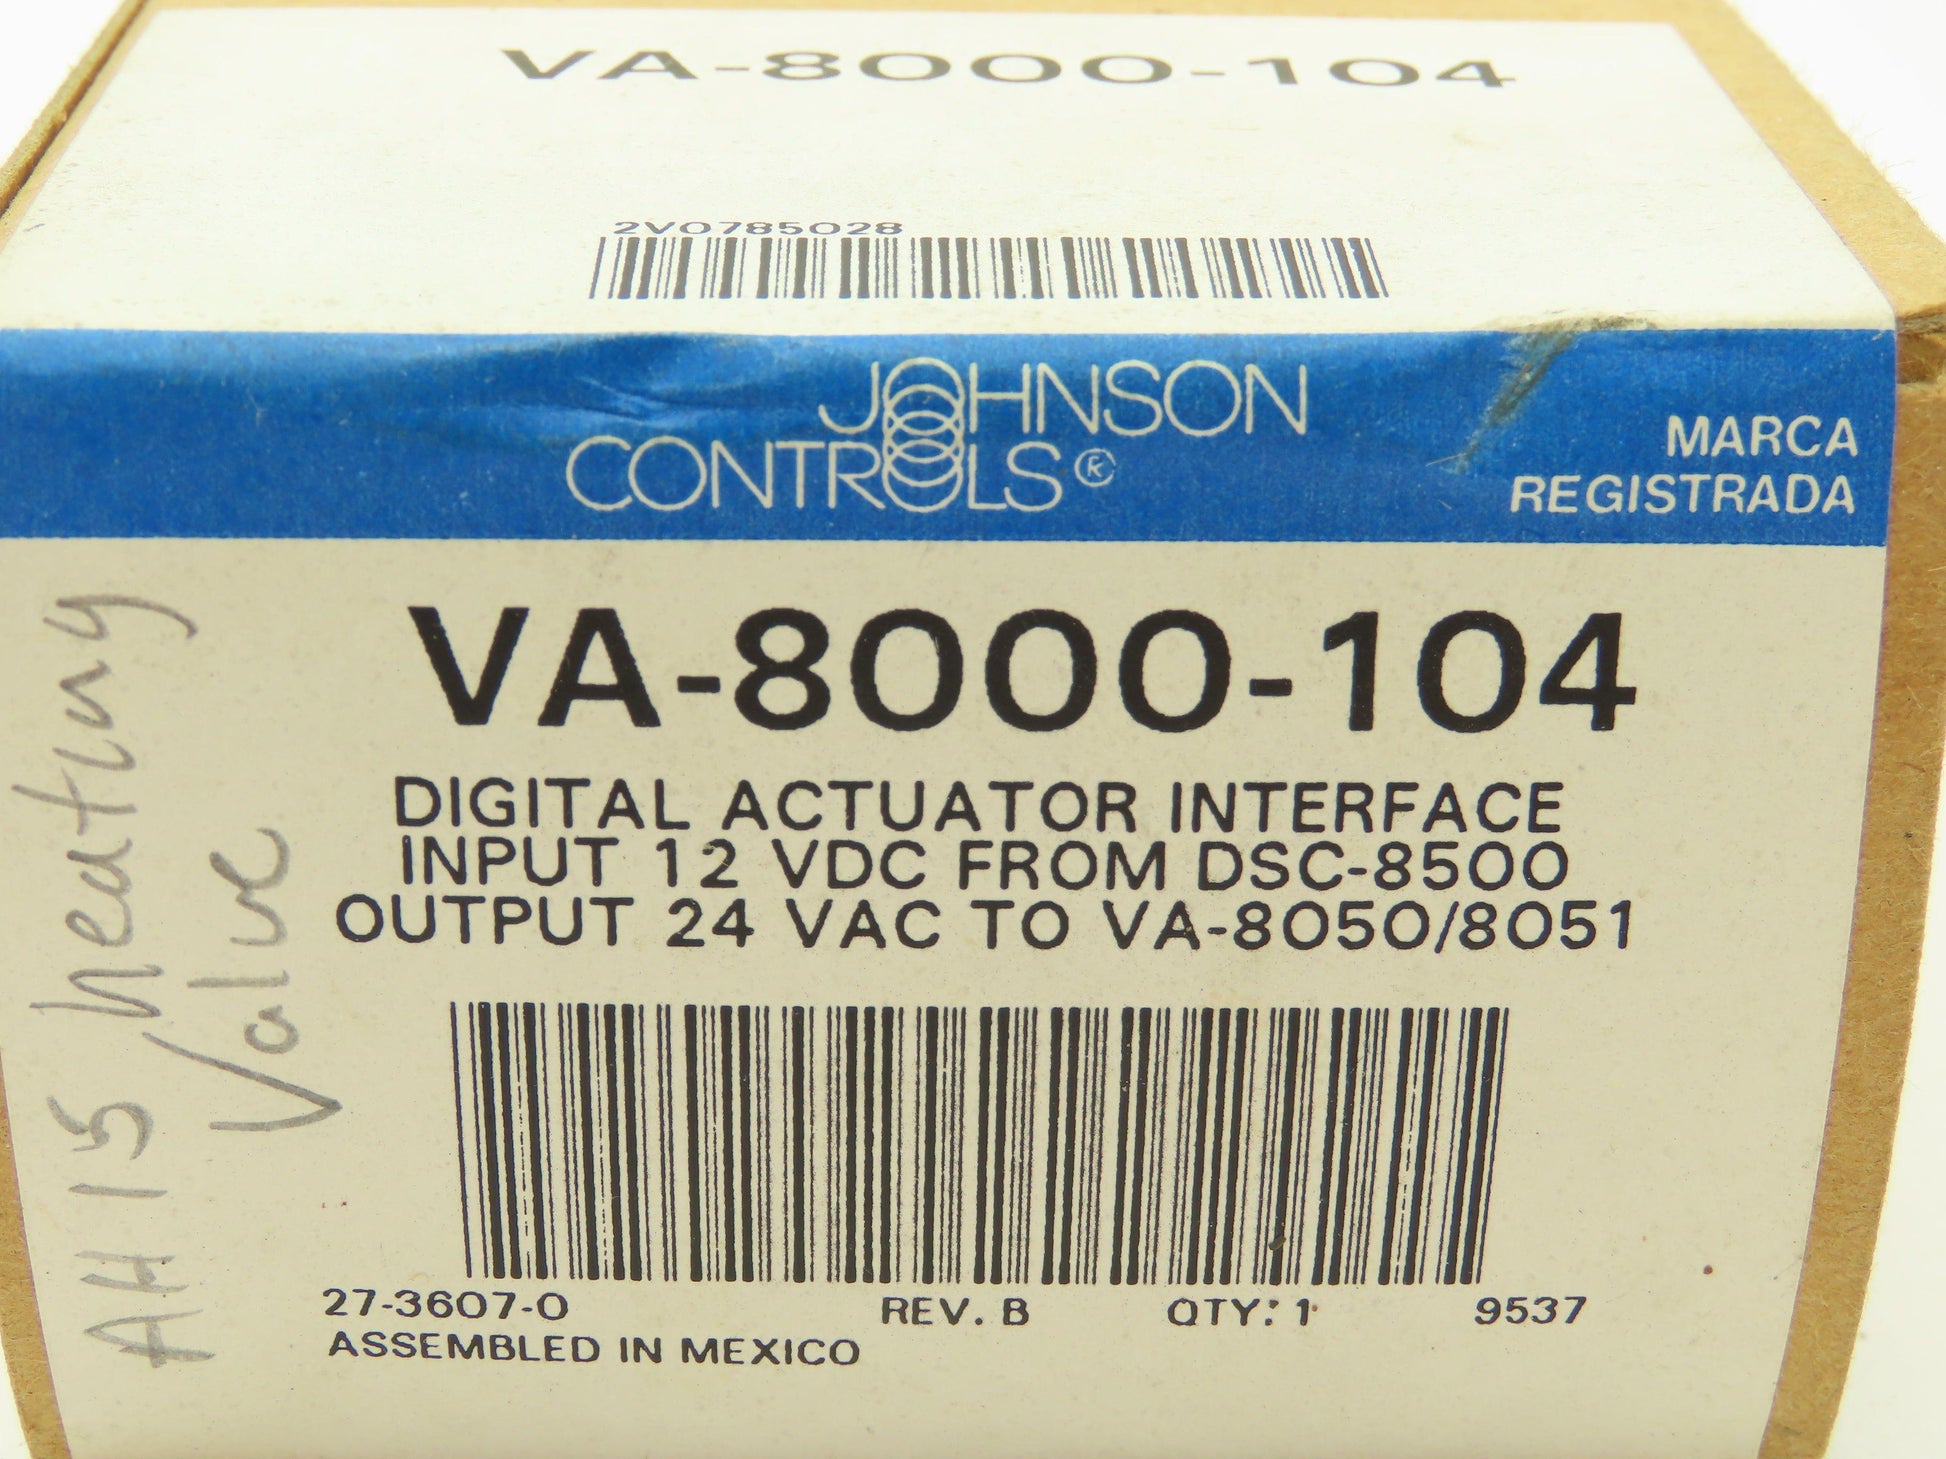 VA-8000-104
2V0785028
JOHNSON
CONTROLS®
MARCA
REGISTRADA
VA-8000-104
DIGITAL ACTUATOR INTERFACE
INPUT 12 VDC FROM DSC-8500
OUTPUT 24 VAC TO VA-8050/8051
27-3607-0 REV. B QTY: 1 9537
ASSEMBLED IN MEXICO
AH 15 heating
Valve